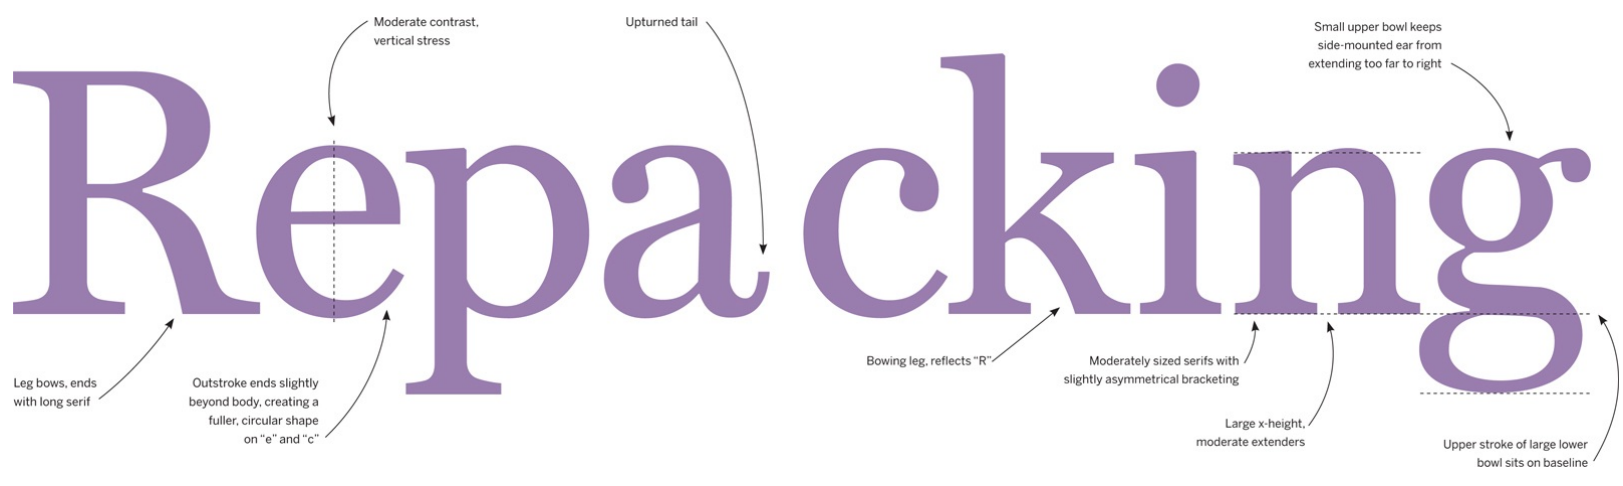 Moderate contrast,
vertical stress
Upturned tail
Small upper bowl keeps
side-mounted ear from
extending too far to right
Repacking
Leg bows, ends
with long serif
Outstroke ends slightly
beyond body, creating a
fuller, circular shape
on “e” and “c”
Bowing leg, reflects “R”
Moderately sized serifs with
slightly asymmetrical bracketing
Large x-height,
moderate extenders
Upper stroke of large lower
bowl sits on baseline